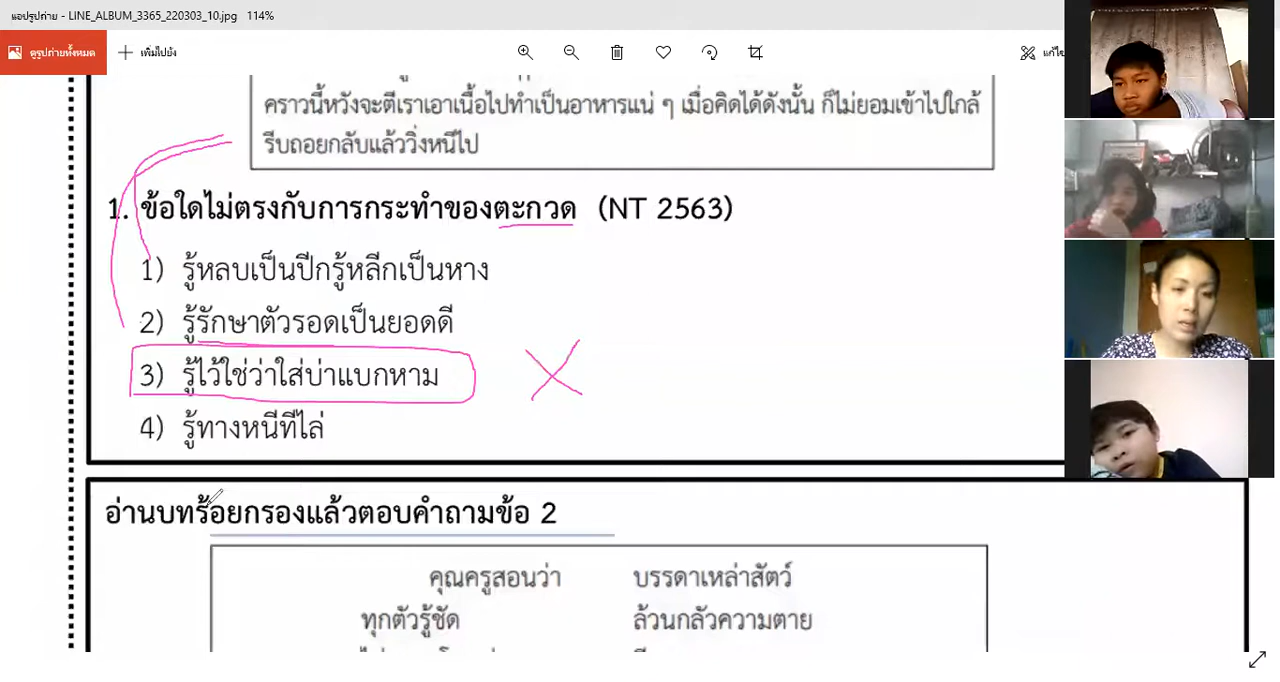 แอปรูปถ่าย - LINE_ALBUM_3365_220303_10.jpg 114%
ดูรูปถ่ายทั้งหมด
เพิ่มไปยัง
แก้ไข
คราวนี้หวังจะตีเราเอาเนื้อไปทำเป็นอาหารแน่ ๆ เมื่อคิดได้ดังนั้น ก็ไม่ยอมเข้าไปใกล้
รีบถอยกลับแล้ววิ่งหนีไป
1. ข้อใดไม่ตรงกับการกระทำของตะกวด (NT 2563)
1) รู้หลบเป็นปีกรู้หลีกเป็นหาง
2) รู้รักษาตัวรอดเป็นยอดดี
3) รู้ไว้ใช่ว่าใส่บ่าแบกหาม
4) รู้ทางหนีทีไล่
อ่านบทร้อยกรองแล้วตอบคำถามข้อ 2
คุณครูสอนว่า บรรดาเหล่าสัตว์
ทุกตัวรู้ชัด ล้วนกลัวความตาย